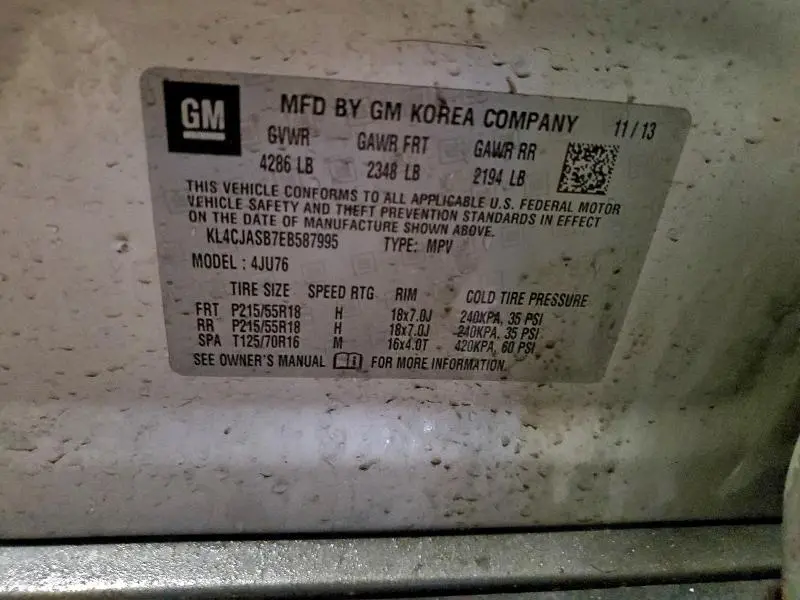 GM
MFD BY GM KOREA COMPANY 11/13
GVWR GAWR FRT GAWR RR
4286 LB 2348 LB 2194 LB
THIS VEHICLE CONFORMS TO ALL APPLICABLE U.S. FEDERAL MOTOR
VEHICLE SAFETY AND THEFT PREVENTION STANDARDS IN EFFECT
ON THE DATE OF MANUFACTURE SHOWN ABOVE.
KL4CJASB7EB587995 TYPE: MPV
MODEL : 4JU76
TIRE SIZE SPEED RTG RIM COLD TIRE PRESSURE
FRT P215/55R18 H 18x7.0J 240KPA, 35 PSI
RR P215/55R18 H 18x7.0J 240KPA, 35 PSI
SPA T125/70R16 M 16x4.0T 420KPA, 60 PSI
SEE OWNER'S MANUAL FOR MORE INFORMATION.